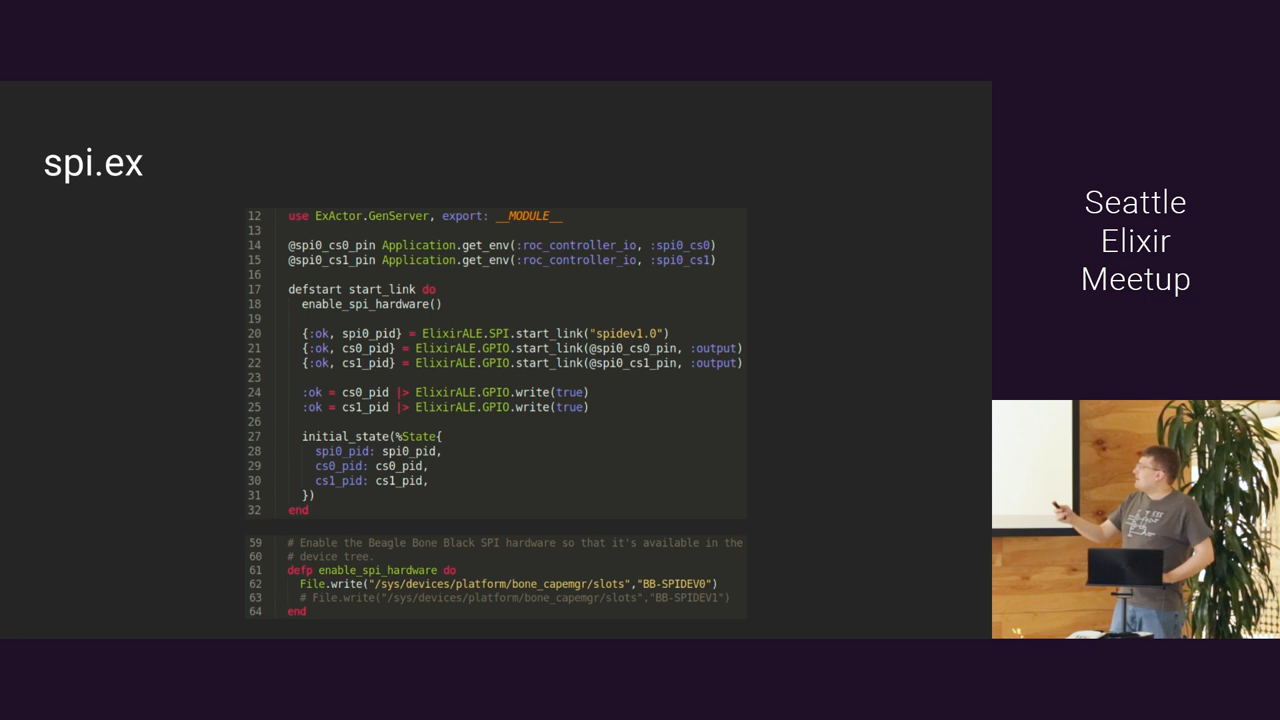 spi.ex
12 use ExActor.GenServer, export: __MODULE__
13
14 @spi0_cs0_pin Application.get_env(:roc_controller_io, :spi0_cs0)
15 @spi0_cs1_pin Application.get_env(:roc_controller_io, :spi0_cs1)
16
17 defstart start_link do
18 enable_spi_hardware()
19
20 {:ok, spi0_pid} = ElixirALE.SPI.start_link("spidev1.0")
21 {:ok, cs0_pid} = ElixirALE.GPIO.start_link(@spi0_cs0_pin, :output)
22 {:ok, cs1_pid} = ElixirALE.GPIO.start_link(@spi0_cs1_pin, :output)
23
24 :ok = cs0_pid |> ElixirALE.GPIO.write(true)
25 :ok = cs1_pid |> ElixirALE.GPIO.write(true)
26
27 initial_state(%State{
28 spi0_pid: spi0_pid,
29 cs0_pid: cs0_pid,
30 cs1_pid: cs1_pid,
31 })
32 end
59 # Enable the Beagle Bone Black SPI hardware so that it's available in the
60 # device tree.
61 defp enable_spi_hardware do
62 File.write("/sys/devices/platform/bone_capemgr/slots","BB-SPIDEV0")
63 # File.write("/sys/devices/platform/bone_capemgr/slots","BB-SPIDEV1")
64 end
Seattle
Elixir
Meetup